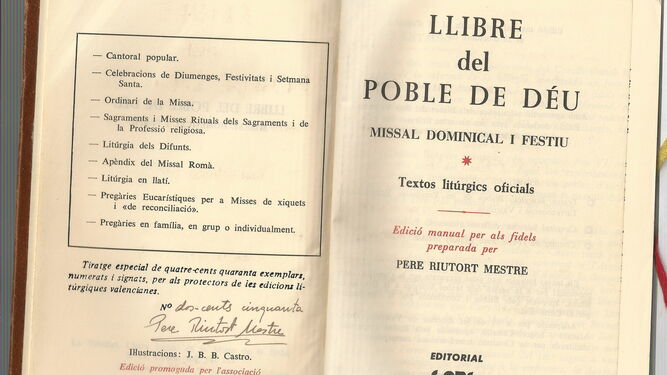 — Cantoral popular.
— Celebracions de Diumenges, Festivitats i Setmana
Santa.
— Ordinari de la Missa.
— Sagraments i Misses Rituals dels Sagraments i de
la Professió religiosa.
— Litúrgia dels Difunts.
— Apèndix del Missal Romà.
— Litúrgia en llatí.
— Pregàries Eucarístiques per a Misses de xiquets
i «de reconciliació».
— Pregàries en família, en grup o individualment.
Tiratge especial de quatre-cents quaranta exemplars,
numerats i signats, per als protectors de les edicions li-
túrgiques valencianes.
Nº dos-cents cinquanta
Pere Riutort Mestre
Illustracions: J. B. B. Castro.
Edició promoguda per l'associació
LLIBRE
del
POBLE DE DÉU
MISSAL DOMINICAL I FESTIU
*
Textos litúrgics oficials
Edició manual per als fidels
preparada per
PERE RIUTORT MESTRE
EDITORIAL